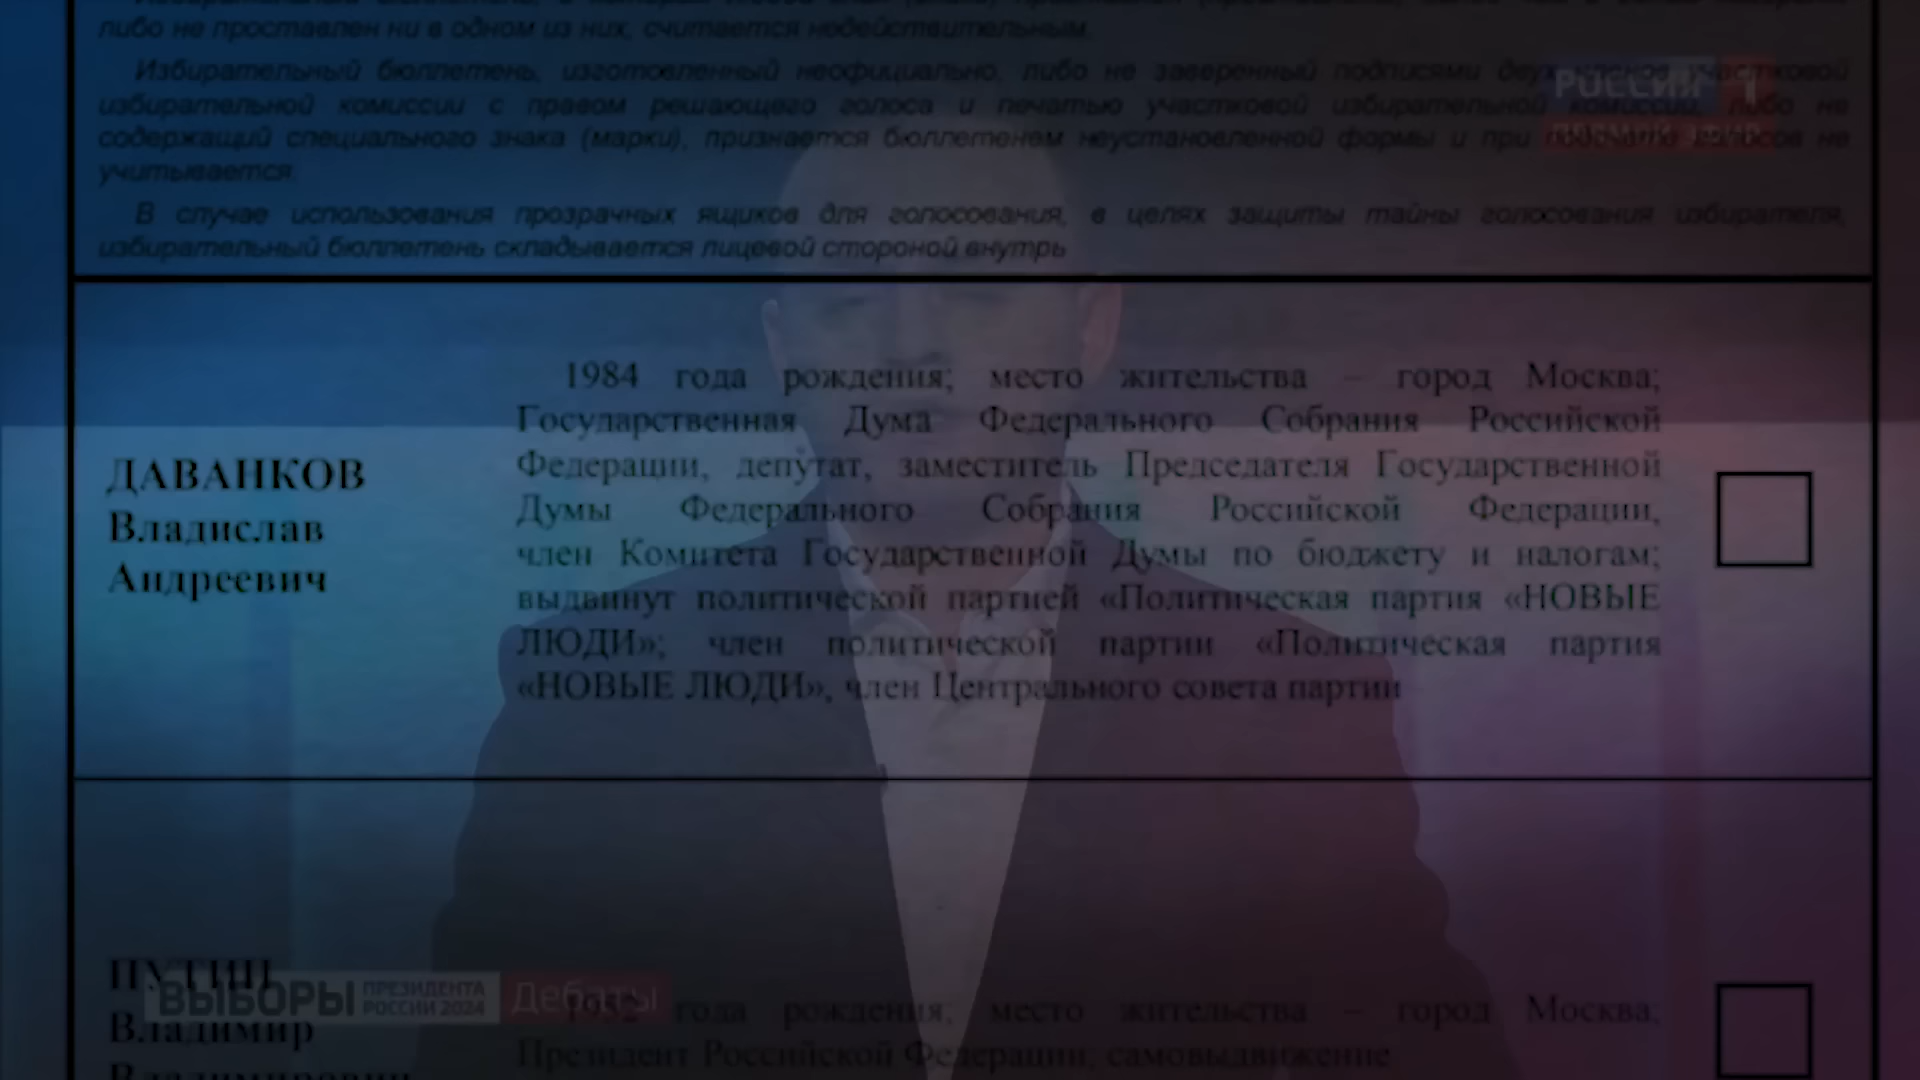 либо не проставлен ни в одном из них, считается недействительным.
Избирательный бюллетень, изготовленный неофициально, либо не заверенный подписями двух членов участковой
избирательной комиссии с правом решающего голоса и печатью участковой избирательной комиссии, либо не
содержащий специального знака (марки), признается бюллетенем неустановленной формы и при подсчете голосов не
учитывается.
В случае использования прозрачных ящиков для голосования, в целях защиты тайны голосования избирателя,
избирательный бюллетень складывается лицевой стороной внутрь
РОССИЯ 1
ДАВАНКОВ
Владислав
Андреевич
1984 года рождения; место жительства – город Москва;
Государственная Дума Федерального Собрания Российской
Федерации, депутат, заместитель Председателя Государственной
Думы Федерального Собрания Российской Федерации,
член Комитета Государственной Думы по бюджету и налогам;
выдвинут политической партией «Политическая партия «НОВЫЕ
ЛЮДИ»; член политической партии «Политическая партия
«НОВЫЕ ЛЮДИ», член Центрального совета партии
ПУТИН
Владимир
Владимирович
1952 года рождения; место жительства – город Москва;
Президент Российской Федерации; самовыдвижение
ВЫБОРЫ ПРЕЗИДЕНТА
РОССИИ 2024
Дебаты